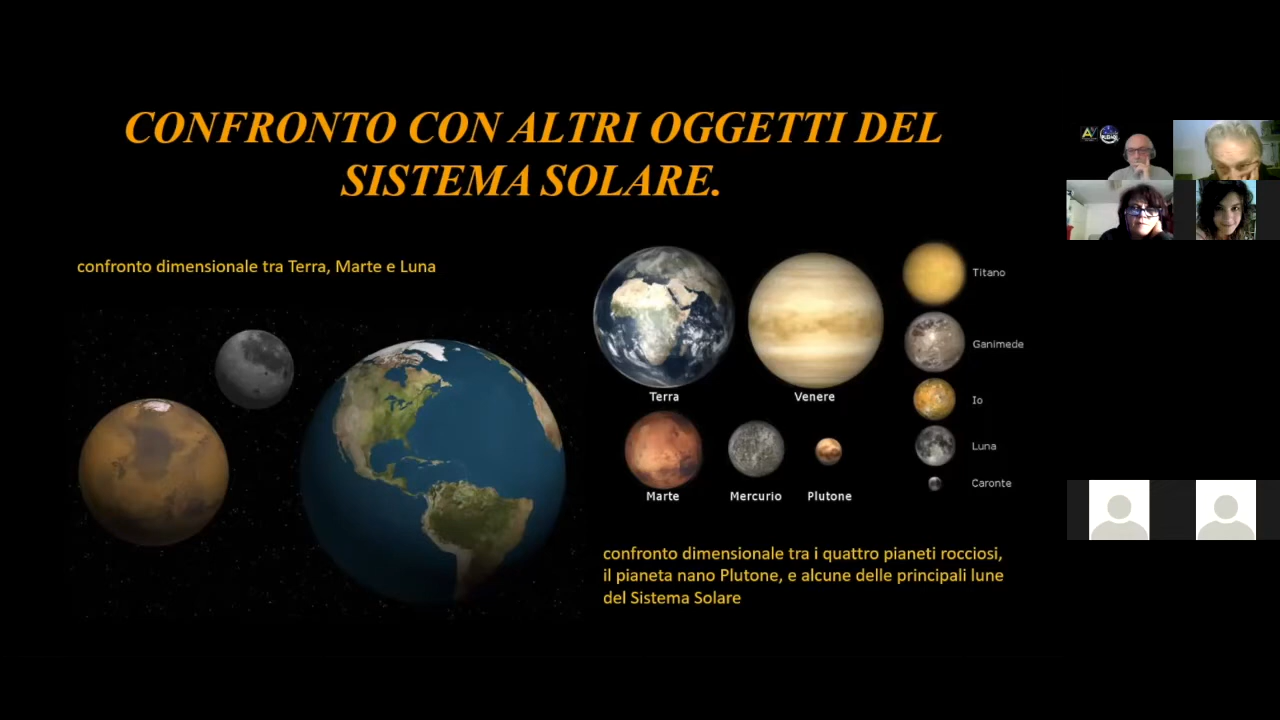 CONFRONTO CON ALTRI OGGETTI DEL
SISTEMA SOLARE.
confronto dimensionale tra Terra, Marte e Luna
Terra
Venere
Marte
Mercurio
Plutone
Titano
Ganimede
Io
Luna
Caronte
confronto dimensionale tra i quattro pianeti rocciosi,
il pianeta nano Plutone, e alcune delle principali lune
del Sistema Solare